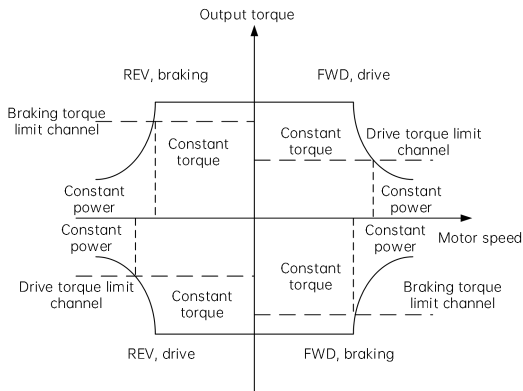 Output torque
REV, braking
FWD, drive
Braking torque
limit channel
Constant
torque
Constant
torque
Drive torque limit
channel
Constant
power
Constant
power
Constant
power
Constant
power
Motor speed
Drive torque limit
channel
Constant
torque
Constant
torque
Braking torque
limit channel
REV, drive
FWD, braking